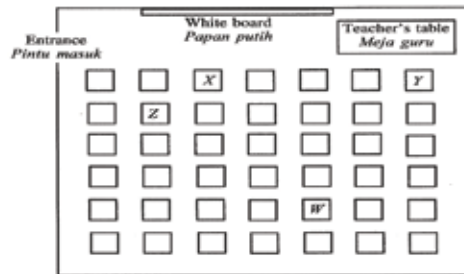 White board
Papan putih
Teacher's table
Meja guru
Entrance
Pintu masuk
X
Y
Z
W